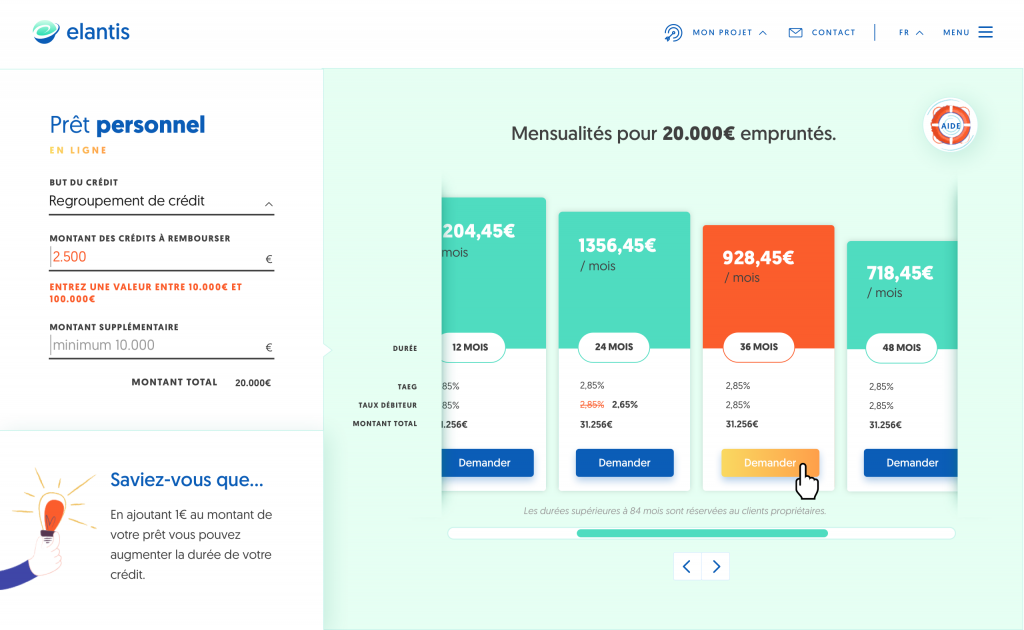 elantis
MON PROJET
CONTACT
FR
MENU
Prêt personnel
EN LIGNE
BUT DU CRÉDIT
Regroupement de crédit
MONTANT DES CRÉDITS À REMBOURSER
2.500 €
ENTREZ UNE VALEUR ENTRE 10.000€ ET
100.000€
MONTANT SUPPLÉMENTAIRE
minimum 10.000 €
MONTANT TOTAL 20.000€
Saviez-vous que...
En ajoutant 1€ au montant de
votre prêt vous pouvez
augmenter la durée de votre
crédit.
Mensualités pour 20.000€ empruntés.
AIDE
204,45€ 1356,45€ 928,45€ 718,45€
mois / mois / mois / mois
DURÉE 12 MOIS 24 MOIS 36 MOIS 48 MOIS
TAEG 85% 2,85% 2,85% 2,85%
TAUX DÉBITEUR 85% 2,85% 2,65% 2,85% 2,85%
MONTANT TOTAL 1.256€ 31.256€ 31.256€ 31.256€
Demander Demander Demander Demander
Les durées supérieures à 84 mois sont réservées au clients propriétaires.